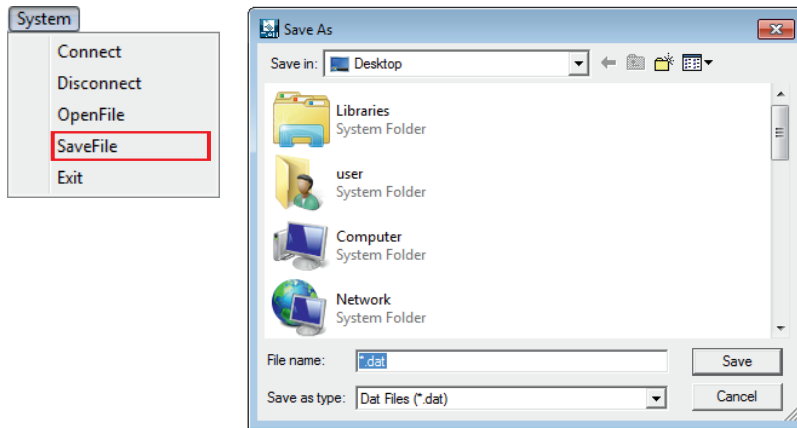 System
Connect
Disconnect
OpenFile
SaveFile
Exit
Save As
Save in: Desktop
Libraries
System Folder
user
System Folder
Computer
System Folder
Network
System Folder
File name: *.dat Save
Save as type: Dat Files (*.dat) Cancel